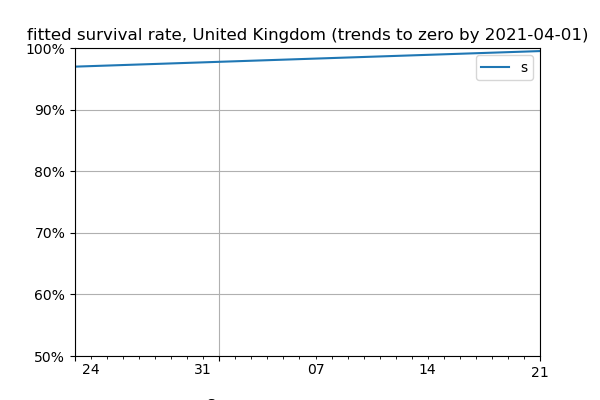 fitted survival rate, United Kingdom (trends to zero by 2021-04-01)
100%
s
90%
80%
70%
60%
50%
24 31 07 14 21